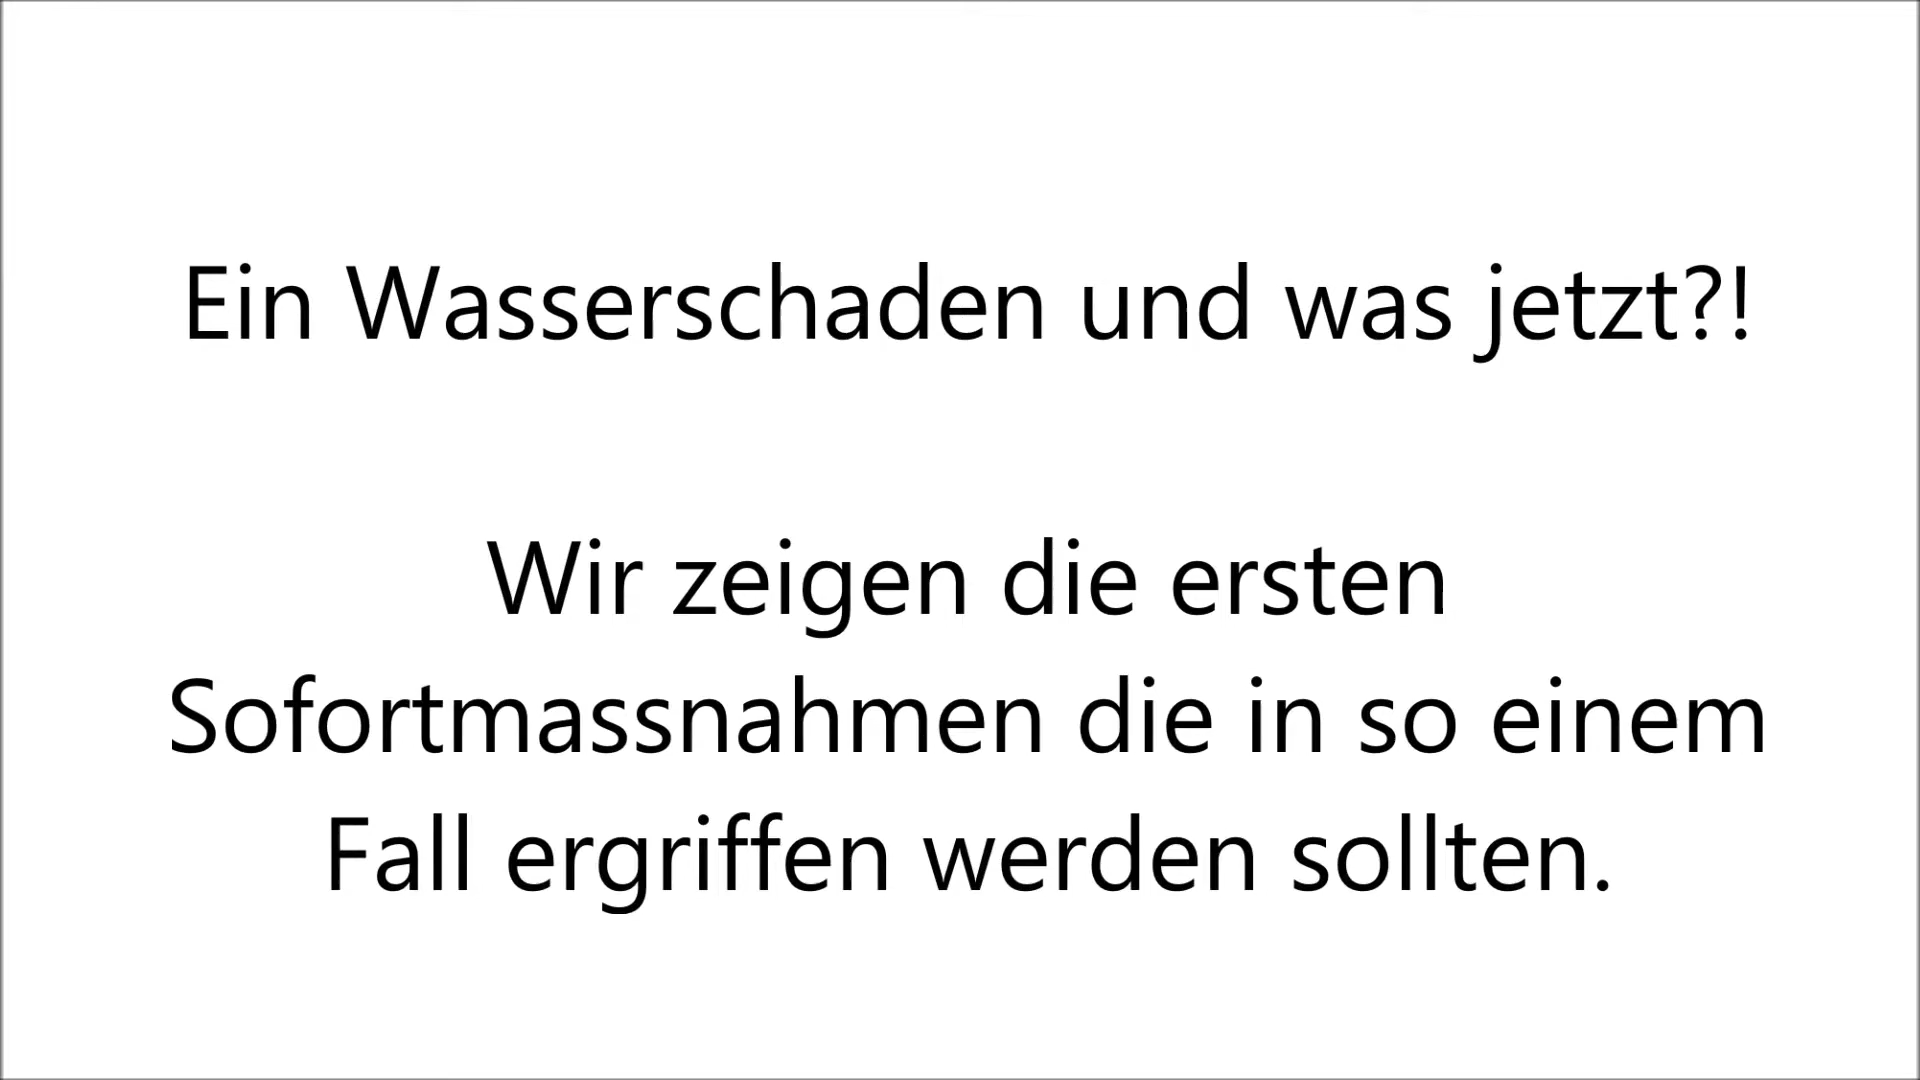 Ein Wasserschaden und was jetzt?!
Wir zeigen die ersten
Sofortmassnahmen die in so einem
Fall ergriffen werden sollten.